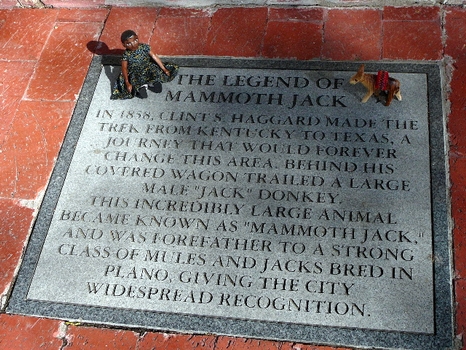 THE LEGEND OF
MAMMOTH JACK
IN 1858, CLINT S. HAGGARD MADE THE
TREK FROM KENTUCKY TO TEXAS, A
JOURNEY THAT WOULD FOREVER
CHANGE THIS AREA. BEHIND HIS
COVERED WAGON TRAILED A LARGE
MALE "JACK" DONKEY.
THIS INCREDIBLY LARGE ANIMAL
BECAME KNOWN AS "MAMMOTH JACK,"
AND WAS FOREFATHER TO A STRONG
CLASS OF MULES AND JACKS BRED IN
PLANO, GIVING THE CITY
WIDESPREAD RECOGNITION.